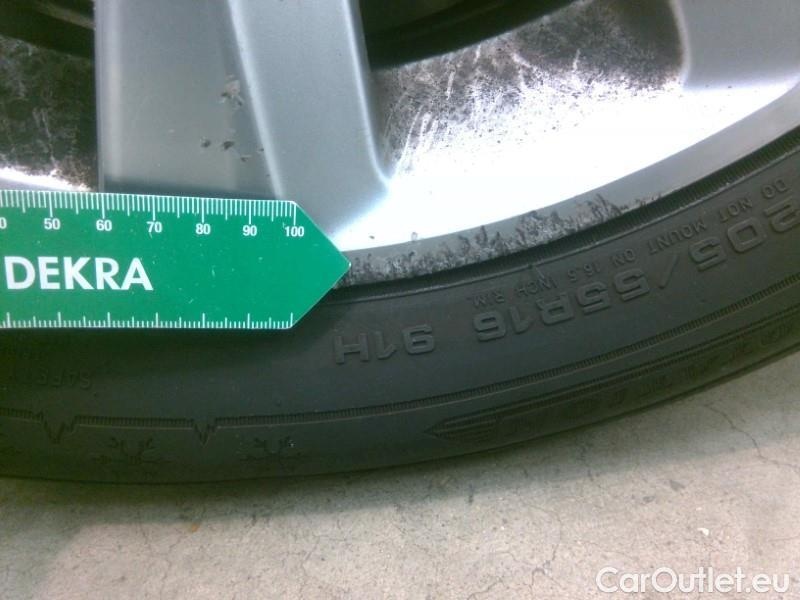 50 60 70 80 90 100
DEKRA
205/55R16 91H
DO NOT MOUNT ON 16.5 INCH RIM.
CarOutlet.eu